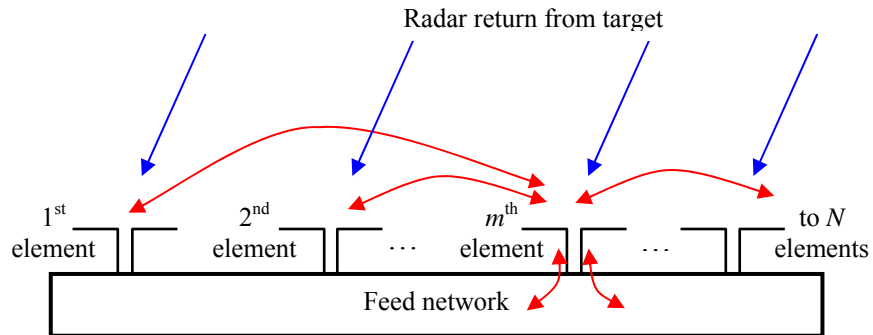 Radar return from target
1st element
2nd element
...
mth element
...
to N elements
Feed network